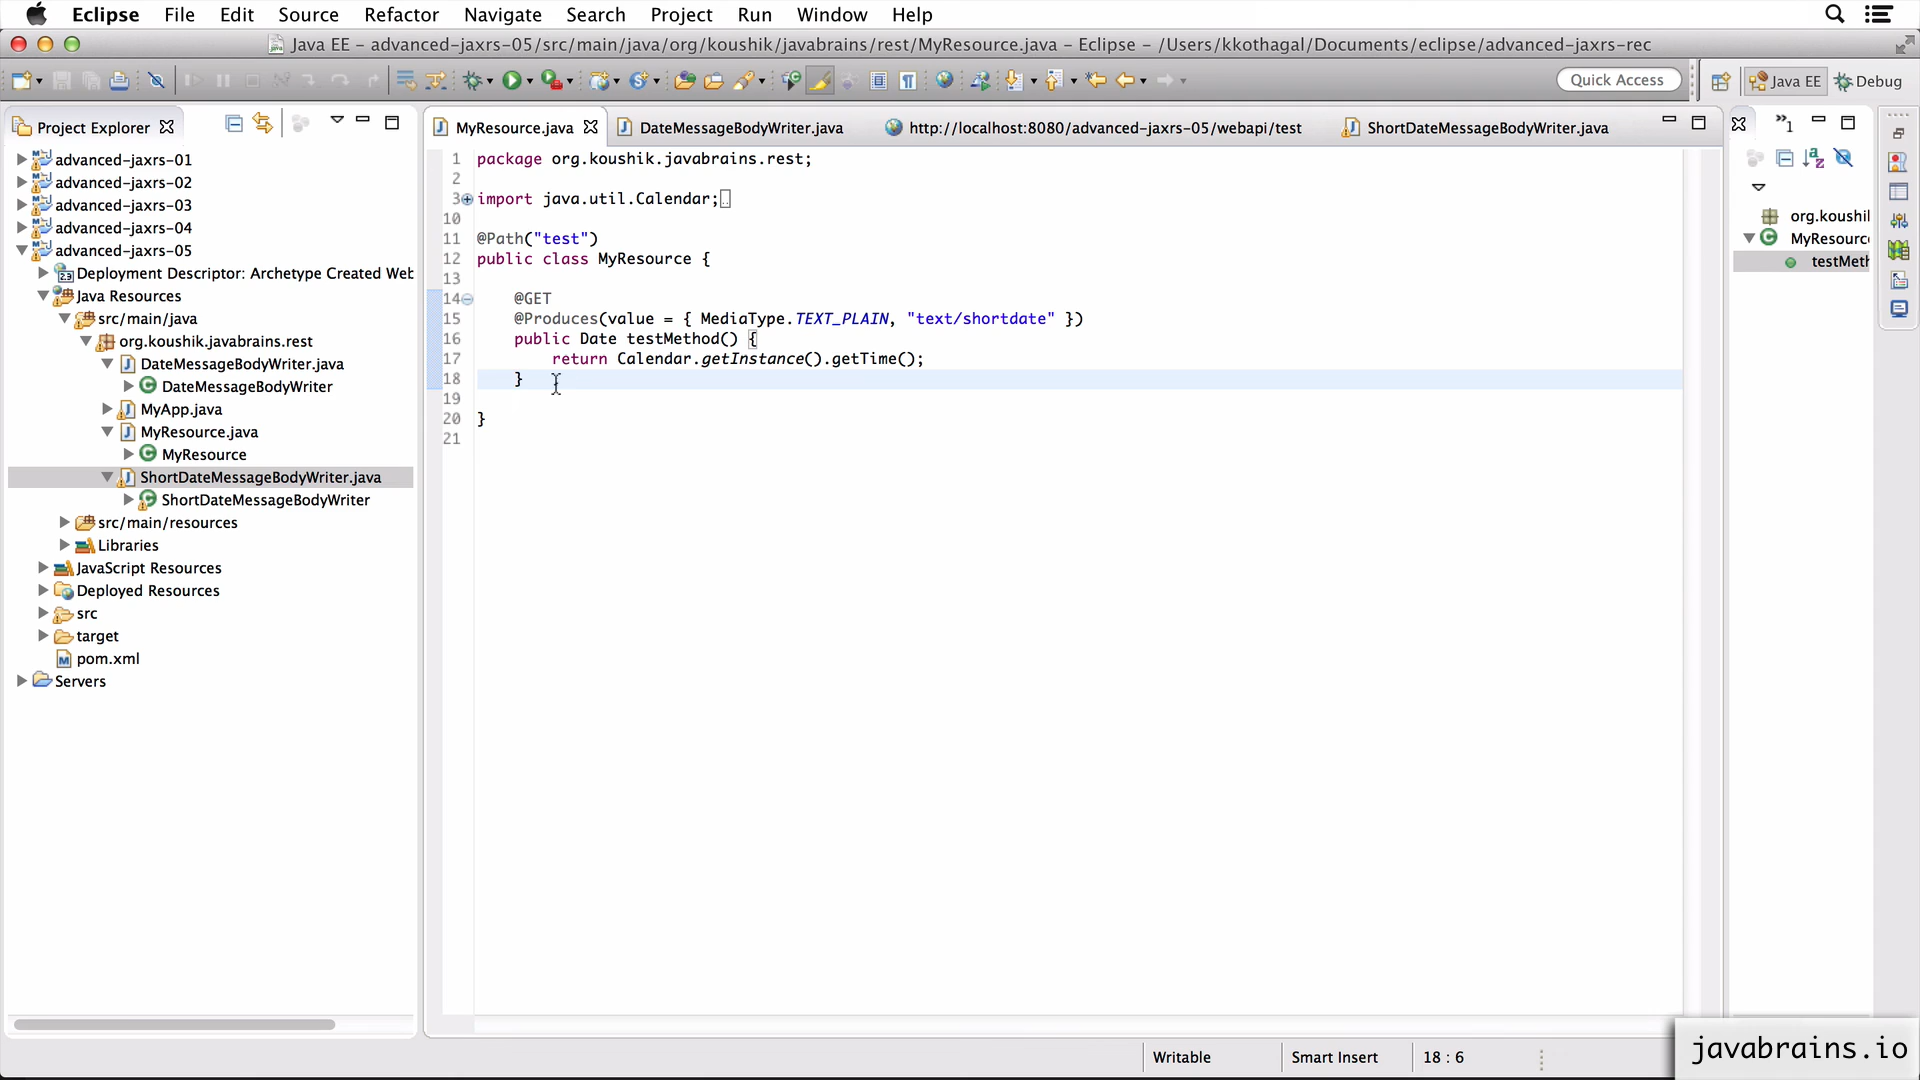 Eclipse File Edit Source Refactor Navigate Search Project Run Window Help
Java EE – advanced-jaxrs-05/src/main/java/org/koushik/javabrains/rest/MyResource.java – Eclipse – /Users/kkothagal/Documents/eclipse/advanced-jaxrs-rec
Quick Access
Java EE
Debug
Project Explorer
advanced-jaxrs-01
advanced-jaxrs-02
advanced-jaxrs-03
advanced-jaxrs-04
advanced-jaxrs-05
Deployment Descriptor: Archetype Created Web
Java Resources
src/main/java
org.koushik.javabrains.rest
DateMessageBodyWriter.java
DateMessageBodyWriter
MyApp.java
MyResource.java
MyResource
ShortDateMessageBodyWriter.java
ShortDateMessageBodyWriter
src/main/resources
Libraries
JavaScript Resources
Deployed Resources
src
target
pom.xml
Servers
MyResource.java
DateMessageBodyWriter.java
http://localhost:8080/advanced-jaxrs-05/webapi/test
ShortDateMessageBodyWriter.java
1 package org.koushik.javabrains.rest;
2
3 import java.util.Calendar;
10
11 @Path("test")
12 public class MyResource {
13
14 @GET
15 @Produces(value = { MediaType.TEXT_PLAIN, "text/shortdate" })
16 public Date testMethod() {
17 return Calendar.getInstance().getTime();
18 }
19
20 }
21
»1
org.koushil
MyResource
testMeth
Writable
Smart Insert
18 : 6
javabrains.io